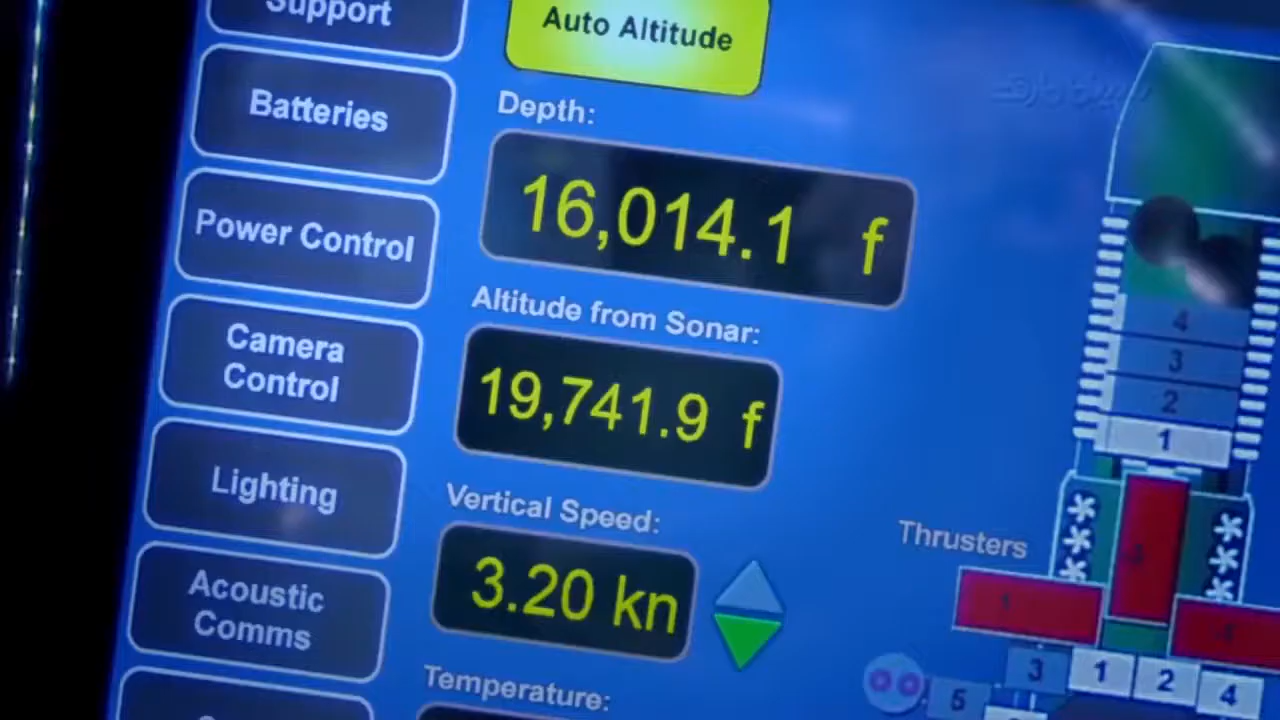 Support
Auto Altitude
Depth:
Batteries
16,014.1 f
Power Control
Altitude from Sonar:
19,741.9 f
Camera
Control
4
3
2
1
Vertical Speed:
Lighting
3.20 kn
Thrusters
Acoustic
Comms
Temperature:
3
1
2
4
5